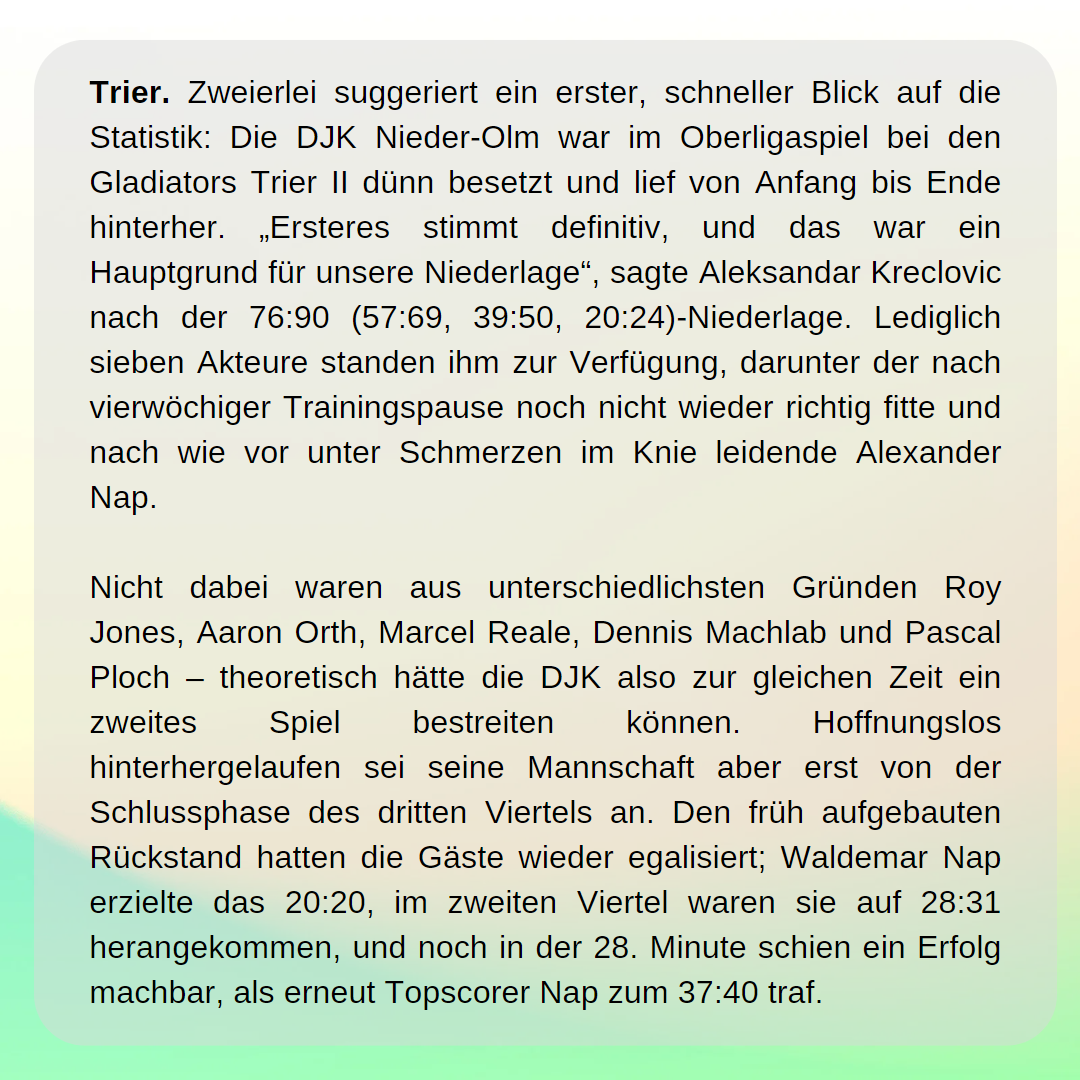 Trier. Zweierlei suggeriert ein erster, schneller Blick auf die
Statistik: Die DJK Nieder-Olm war im Oberligaspiel bei den
Gladiators Trier II dünn besetzt und lief von Anfang bis Ende
hinterher. „Ersteres stimmt definitiv, und das war ein
Hauptgrund für unsere Niederlage“, sagte Aleksandar Kreclovic
nach der 76:90 (57:69, 39:50, 20:24)-Niederlage. Lediglich
sieben Akteure standen ihm zur Verfügung, darunter der nach
vierwöchiger Trainingspause noch nicht wieder richtig fitte und
nach wie vor unter Schmerzen im Knie leidende Alexander
Nap.
Nicht dabei waren aus unterschiedlichsten Gründen Roy
Jones, Aaron Orth, Marcel Reale, Dennis Machlab und Pascal
Ploch – theoretisch hätte die DJK also zur gleichen Zeit ein
zweites Spiel bestreiten können. Hoffnungslos
hinterhergelaufen sei seine Mannschaft aber erst von der
Schlussphase des dritten Viertels an. Den früh aufgebauten
Rückstand hatten die Gäste wieder egalisiert; Waldemar Nap
erzielte das 20:20, im zweiten Viertel waren sie auf 28:31
herangekommen, und noch in der 28. Minute schien ein Erfolg
machbar, als erneut Topscorer Nap zum 37:40 traf.